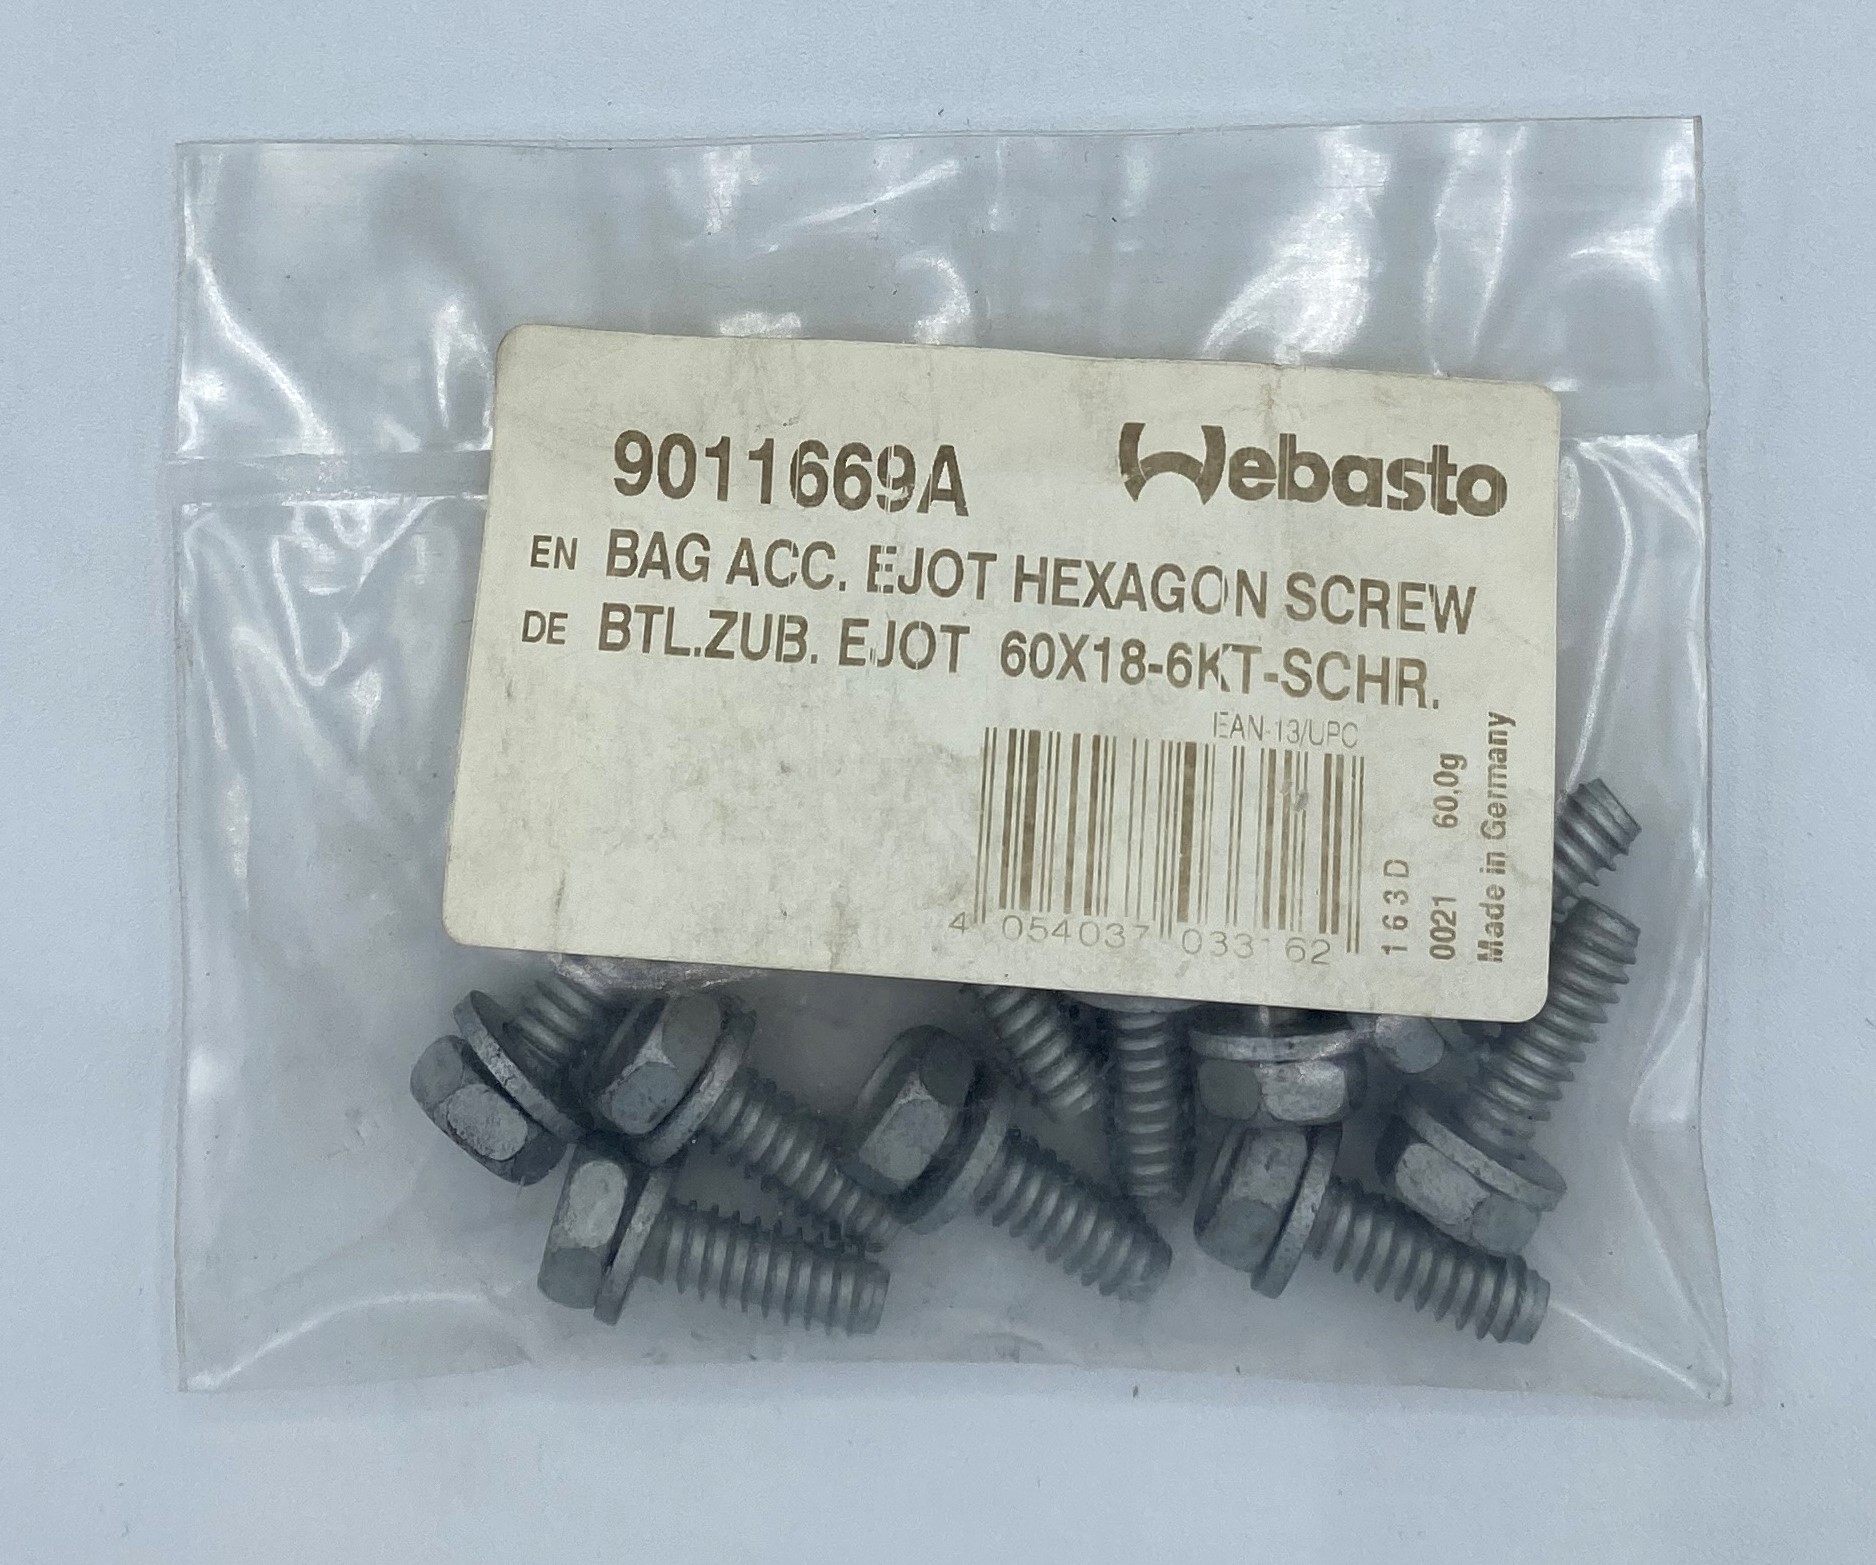 9011669A
Webasto
EN BAG ACC. EJOT HEXAGON SCREW
DE BTL.ZUB. EJOT 60X18-6KT-SCHR.
EAN-13/UPC
4 054037 033162
163D
0021 60,0g
Made in Germany